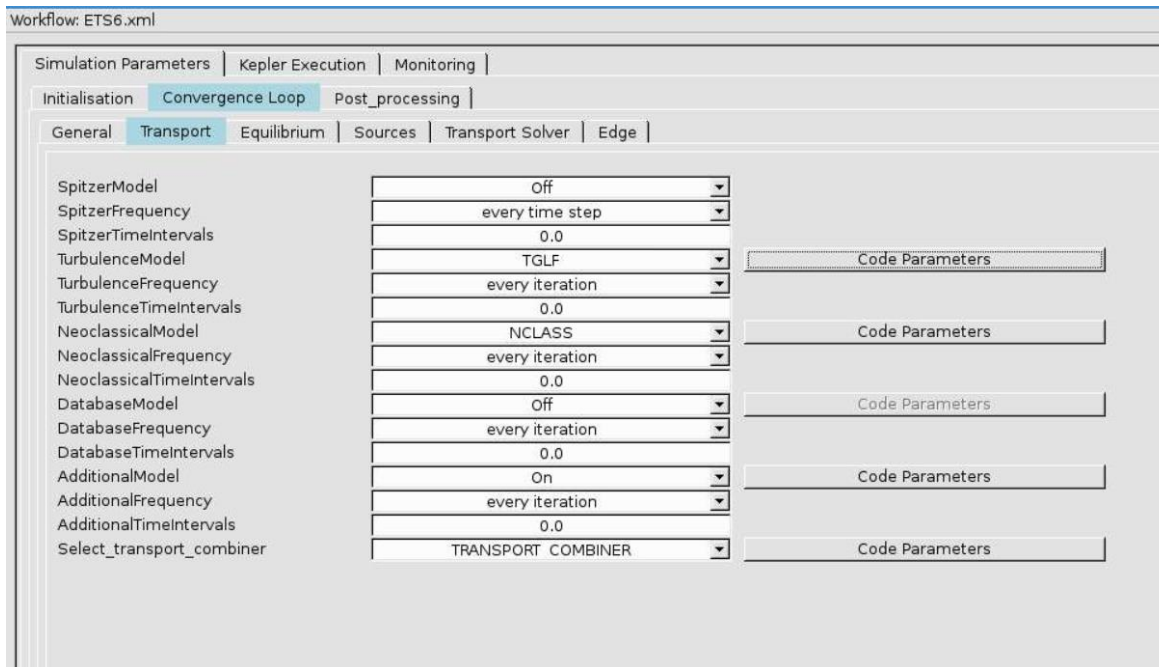 Workflow: ETS6.xml
Simulation Parameters Kepler Execution Monitoring
Initialisation Convergence Loop Post_processing
General Transport Equilibrium Sources Transport Solver Edge
SpitzerModel Off
SpitzerFrequency every time step
SpitzerTimeIntervals 0.0
TurbulenceModel TGLF Code Parameters
TurbulenceFrequency every iteration
TurbulenceTimeIntervals 0.0
NeoclassicalModel NCLASS Code Parameters
NeoclassicalFrequency every iteration
NeoclassicalTimeIntervals 0.0
DatabaseModel Off Code Parameters
DatabaseFrequency every iteration
DatabaseTimeIntervals 0.0
AdditionalModel On Code Parameters
AdditionalFrequency every iteration
AdditionalTimeIntervals 0.0
Select_transport_combiner TRANSPORT COMBINER Code Parameters